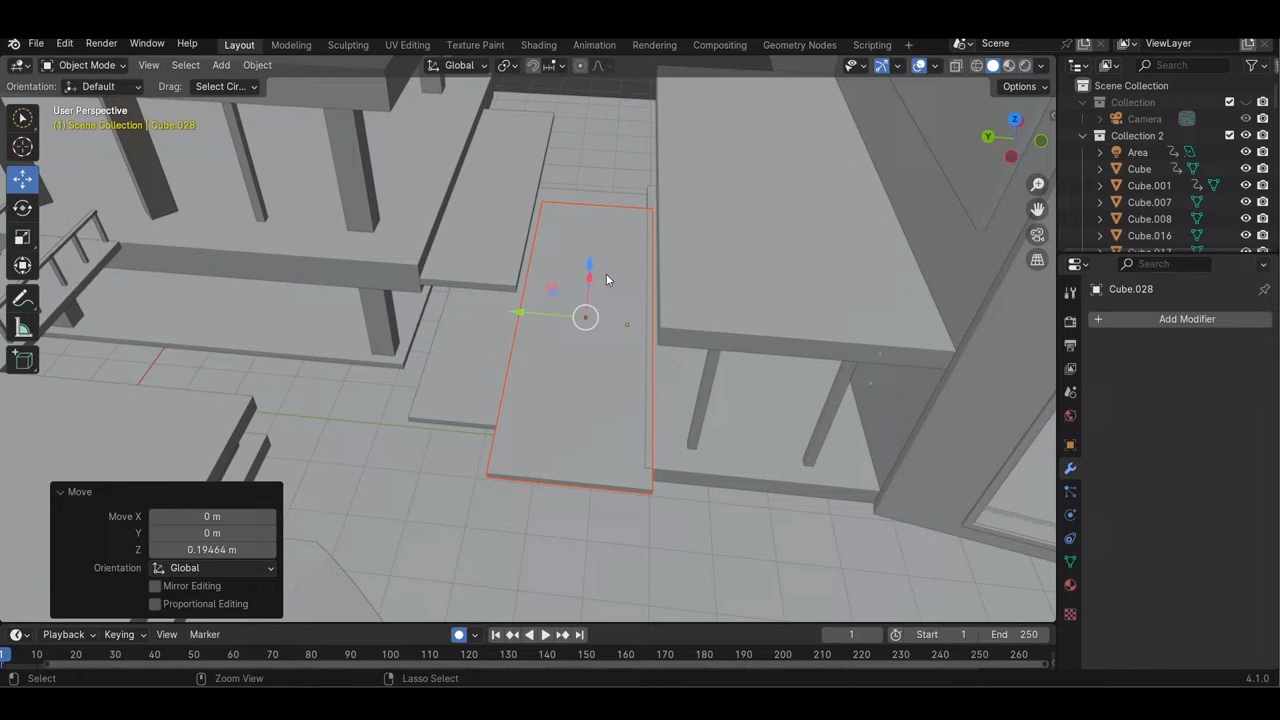 File Edit Render Window Help Layout Modeling Sculpting UV Editing Texture Paint Shading Animation Rendering Compositing Geometry Nodes Scripting + Scene ViewLayer
Object Mode View Select Add Object Global Search
Orientation: Default Drag: Select Cir... Options
User Perspective
(1) Scene Collection | Cube.028
Z
Y
Scene Collection
Collection
Camera
Collection 2
Area
Cube
Cube.001
Cube.007
Cube.008
Cube.016
Search
Cube.028
+ Add Modifier
Move
Move X 0 m
Y 0 m
Z 0.19464 m
Orientation Global
Mirror Editing
Proportional Editing
Playback Keying View Marker 1 Start 1 End 250
1 10 20 30 40 50 60 70 80 90 100 110 120 130 140 150 160 170 180 190 200 210 220 230 240 250 260
Select Zoom View Lasso Select 4.1.0